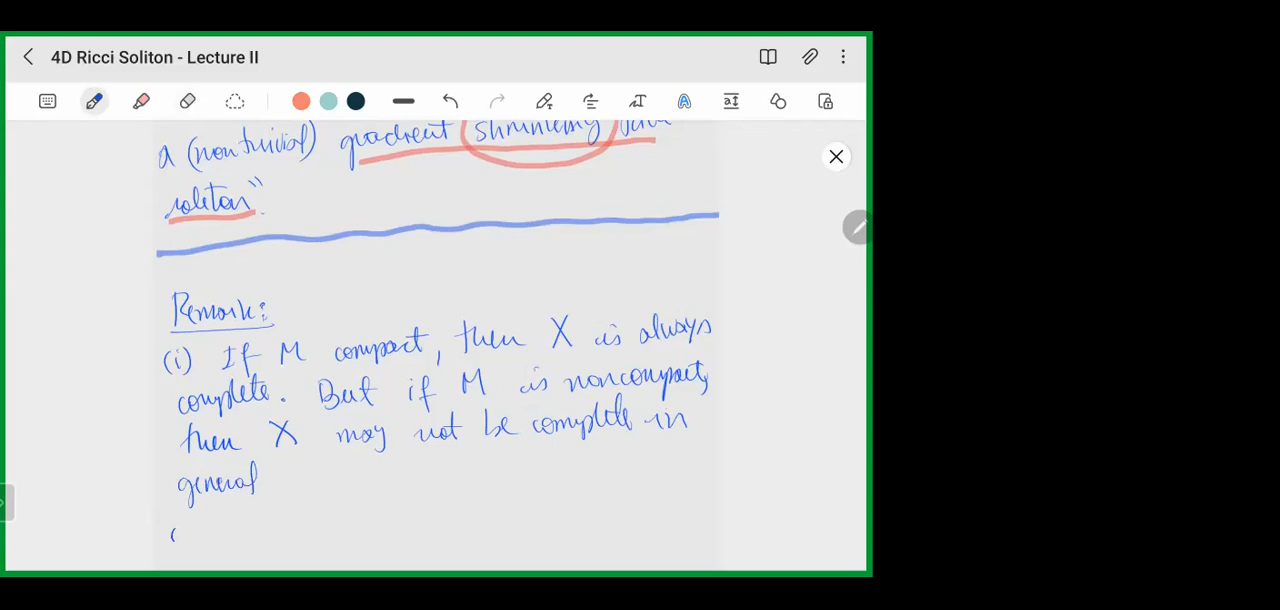 4D Ricci Soliton - Lecture II
a (nontrivial) gradient shrinking
soliton".
Remark:
(i) If M compact, then X is always
complete. But if M is noncompact,
then X may not be complete in
general
(